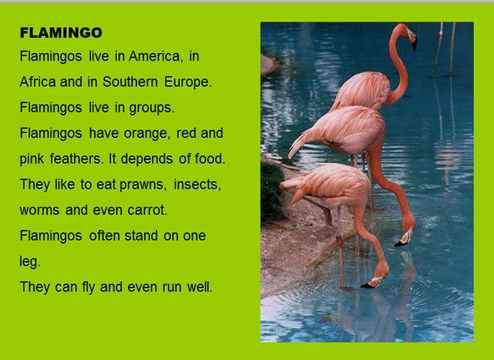 FLAMINGO
Flamingos live in America, in
Africa and in Southern Europe.
Flamingos live in groups.
Flamingos have orange, red and
pink feathers. It depends of food.
They like to eat prawns, insects,
worms and even carrot.
Flamingos often stand on one
leg.
They can fly and even run well.